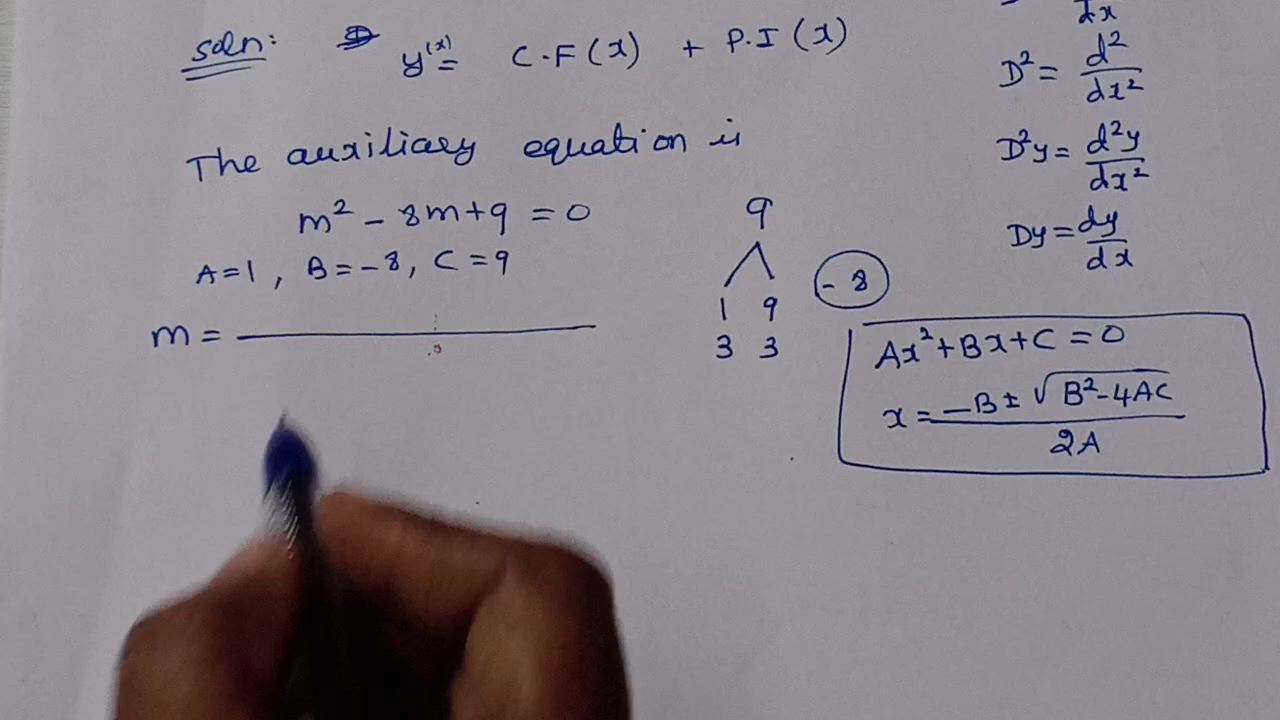 Soln: y(x) = C.F(x) + P.I(x)
The auxiliary equation is
m² - 8m+9 = 0
A=1, B=-8, C=9
m =
9
1 9
3 3
- 8
dx
D² = d²/dx²
D²y = d²y/dx²
Dy = dy/dx
Ax²+Bx+C = 0
x = -B ± √B²-4AC / 2A